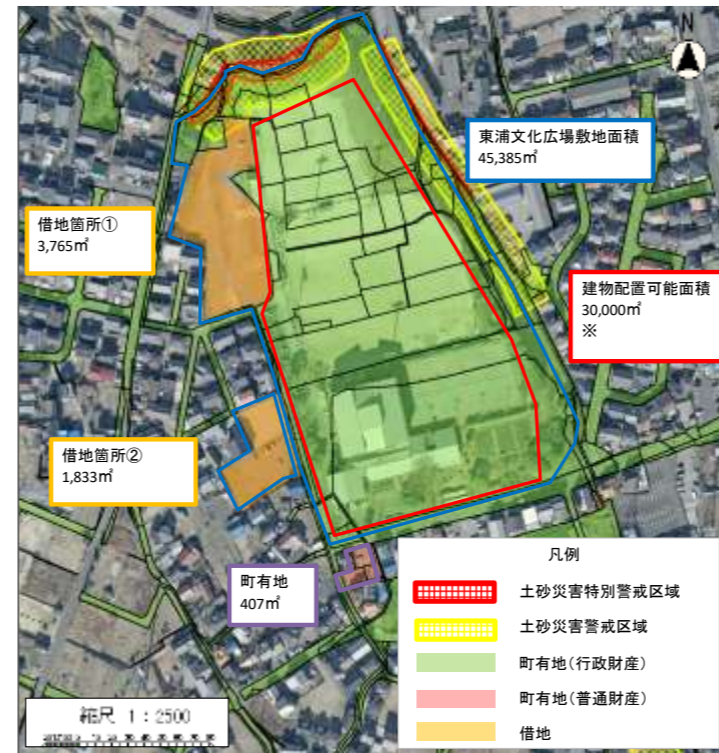 N
東浦文化広場敷地面積
45,385㎡
借地箇所①
3,765㎡
建物配置可能面積
30,000㎡
※
借地箇所②
1,833㎡
町有地
407㎡
凡例
土砂災害特別警戒区域
土砂災害警戒区域
町有地(行政財産)
町有地(普通財産)
借地
縮尺 1:2500